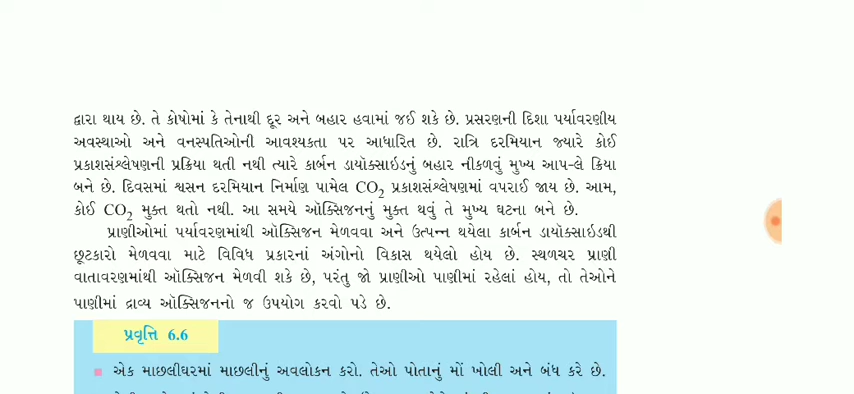 દ્વારા થાય છે. તે કોષોમાં કે તેનાથી દૂર અને બહાર હવામાં જઈ શકે છે. પ્રસરણની દિશા પર્યાવરણીય
અવસ્થાઓ અને વનસ્પતિઓની આવશ્યકતા પર આધારિત છે. રાત્રિ દરમિયાન જ્યારે કોઈ
પ્રકાશસંશ્લેષણની પ્રક્રિયા થતી નથી ત્યારે કાર્બન ડાયૉક્સાઇડનું બહાર નીકળવું મુખ્ય આપ-લે ક્રિયા
બને છે. દિવસમાં શ્વસન દરમિયાન નિર્માણ પામેલ CO₂ પ્રકાશસંશ્લેષણમાં વપરાઈ જાય છે. આમ,
કોઈ CO₂ મુક્ત થતો નથી. આ સમયે ઑક્સિજનનું મુક્ત થવું તે મુખ્ય ઘટના બને છે.
પ્રાણીઓમાં પર્યાવરણમાંથી ઑક્સિજન મેળવવા અને ઉત્પન્ન થયેલા કાર્બન ડાયૉક્સાઇડથી
છૂટકારો મેળવવા માટે વિવિધ પ્રકારનાં અંગોનો વિકાસ થયેલો હોય છે. સ્થળચર પ્રાણી
વાતાવરણમાંથી ઑક્સિજન મેળવી શકે છે, પરંતુ જો પ્રાણીઓ પાણીમાં રહેલાં હોય, તો તેઓને
પાણીમાં દ્રાવ્ય ઑક્સિજનનો જ ઉપયોગ કરવો પડે છે.
પ્રવૃત્તિ 6.6
એક માછલીઘરમાં માછલીનું અવલોકન કરો. તેઓ પોતાનું મોં ખોલી અને બંધ કરે છે.